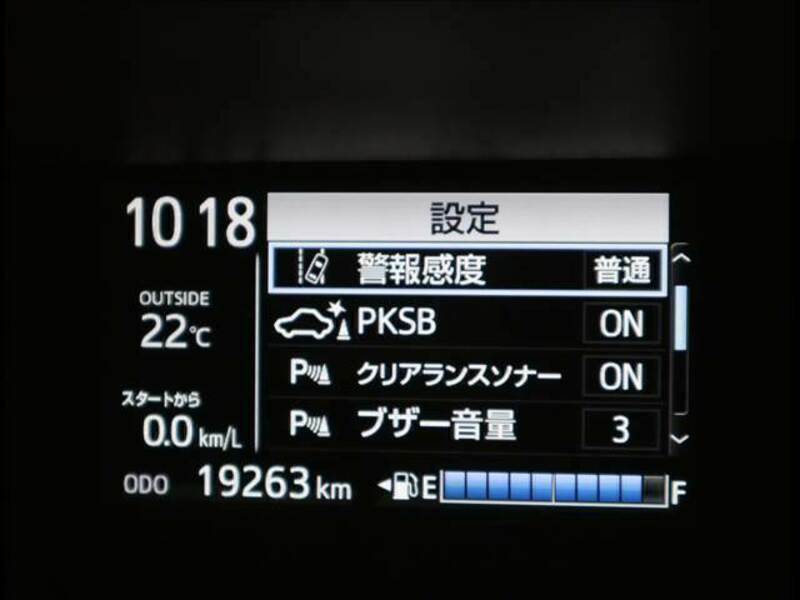 10 18
設定
警報感度 普通
OUTSIDE
22℃
PKSB ON
P クリアランスソナー ON
スタートから
0.0 km/L
P ブザー音量 3
ODO 19263 km E F